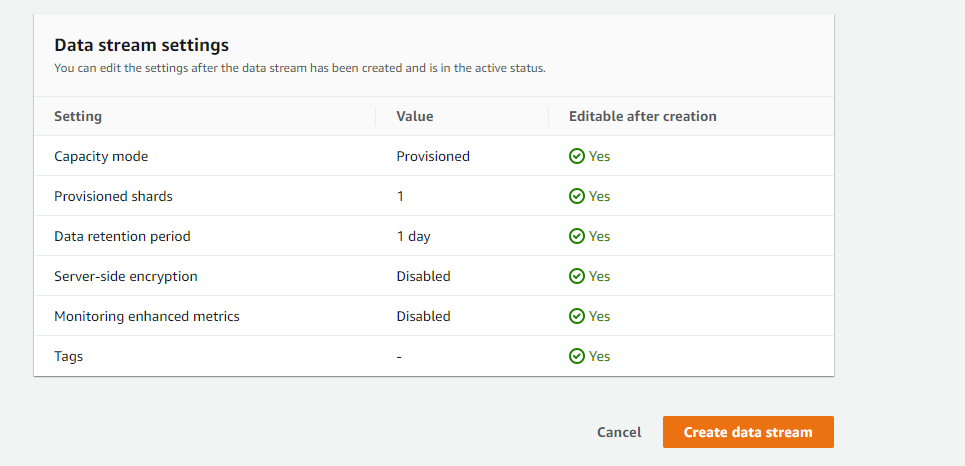 Data stream settings
You can edit the settings after the data stream has been created and is in the active status.
Setting Value Editable after creation
Capacity mode Provisioned Yes
Provisioned shards 1 Yes
Data retention period 1 day Yes
Server-side encryption Disabled Yes
Monitoring enhanced metrics Disabled Yes
Tags - Yes
Cancel Create data stream